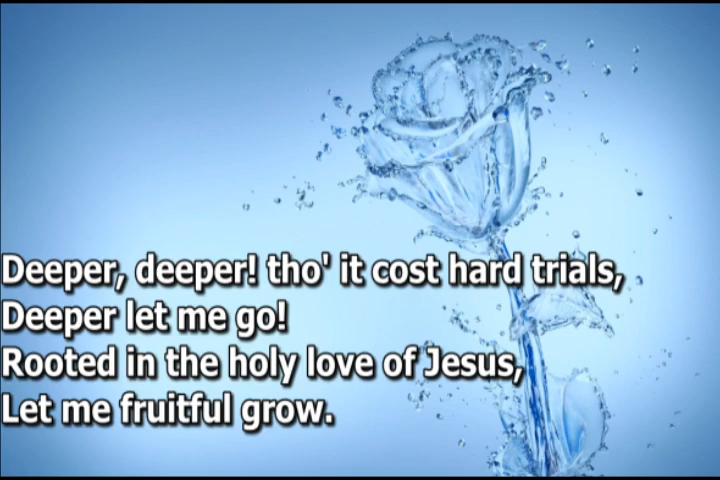 Deeper, deeper! tho' it cost hard trials,
Deeper let me go!
Rooted in the holy love of Jesus,
Let me fruitful grow.